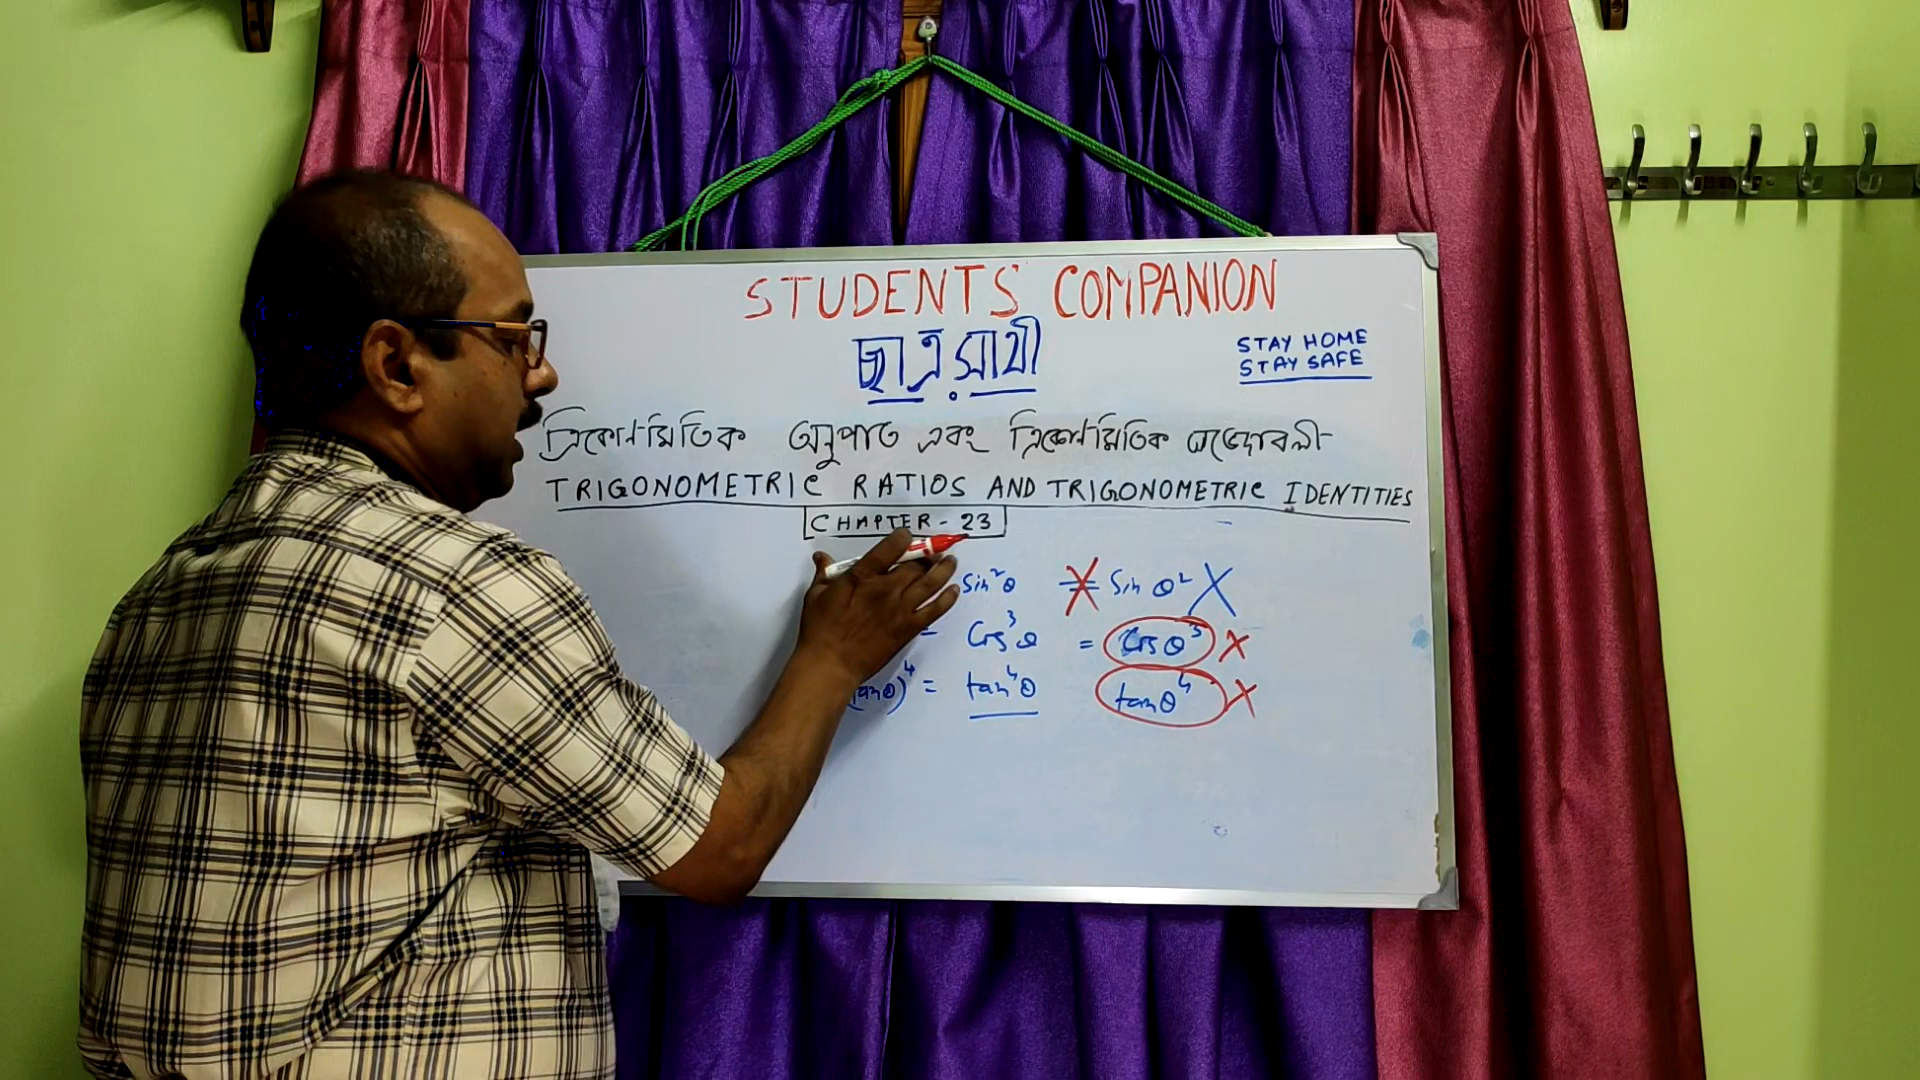 STUDENTS' COMPANION
ছাত্র সাথী
STAY HOME
STAY SAFE
ত্রিকোণমিতিক অনুপাত এবং ত্রিকোণমিতিক অভেদাবলী
TRIGONOMETRIC RATIOS AND TRIGONOMETRIC IDENTITIES
CHAPTER - 23
sin²θ = sin θ² X
= cos³θ = cos θ³ X
tanθ)⁴ = tan⁴θ tanθ⁴ X